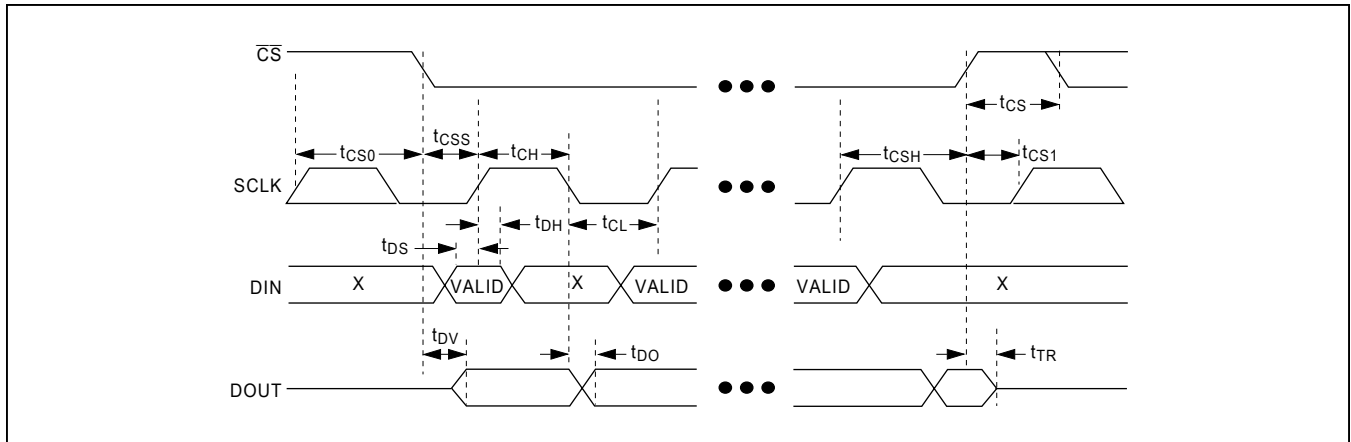 CS
tCS
tCSS
tCS0
tCH
tCSH
tCS1
SCLK
tDH
tCL
tDS
DIN
X
VALID
X
VALID
VALID
X
tDV
tDO
tTR
DOUT